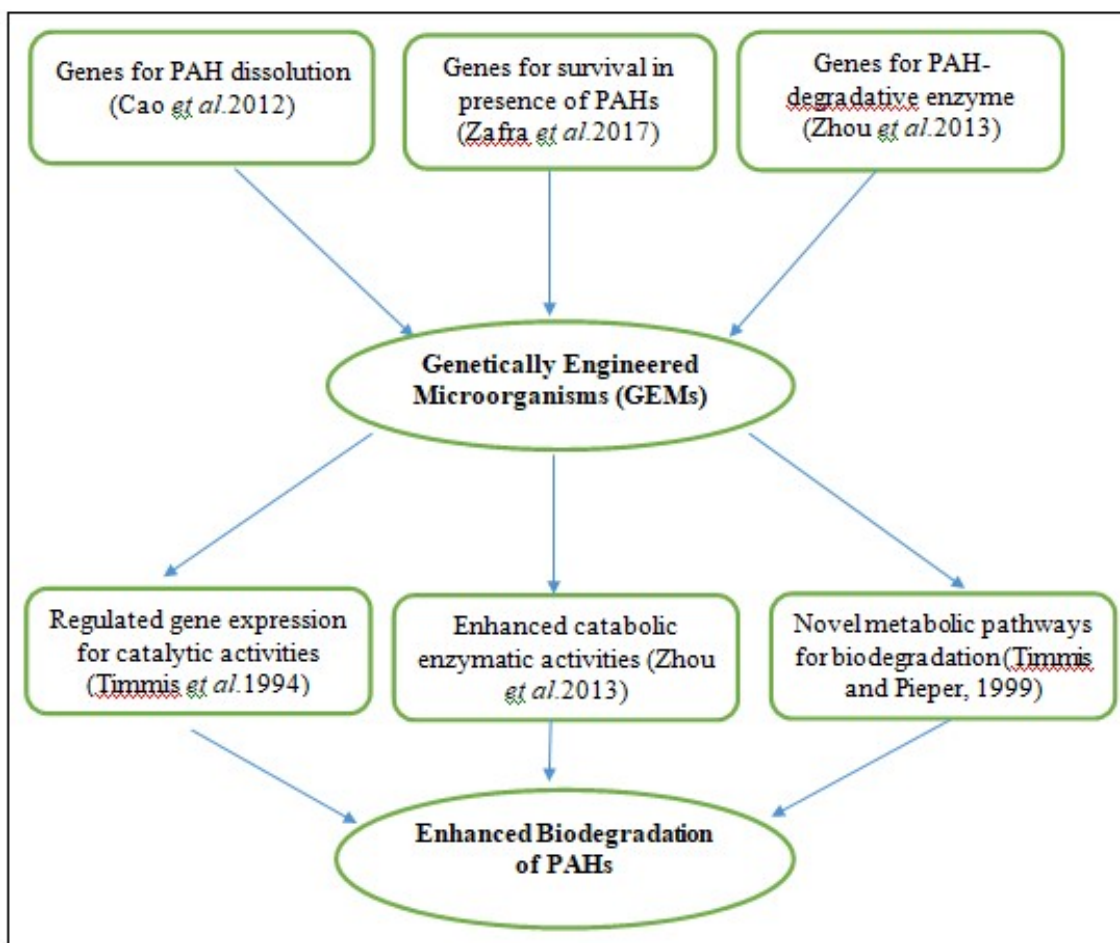 Genes for PAH dissolution
(Cao et al.2012)
Genes for survival in
presence of PAHs
(Zafra et al.2017)
Genes for PAH-
degradative enzyme
(Zhou et al.2013)
Genetically Engineered
Microorganisms (GEMs)
Regulated gene expression
for catalytic activities
(Timmis et al.1994)
Enhanced catabolic
enzymatic activities (Zhou
et al.2013)
Novel metabolic pathways
for biodegradation (Timmis
and Pieper, 1999)
Enhanced Biodegradation
of PAHs